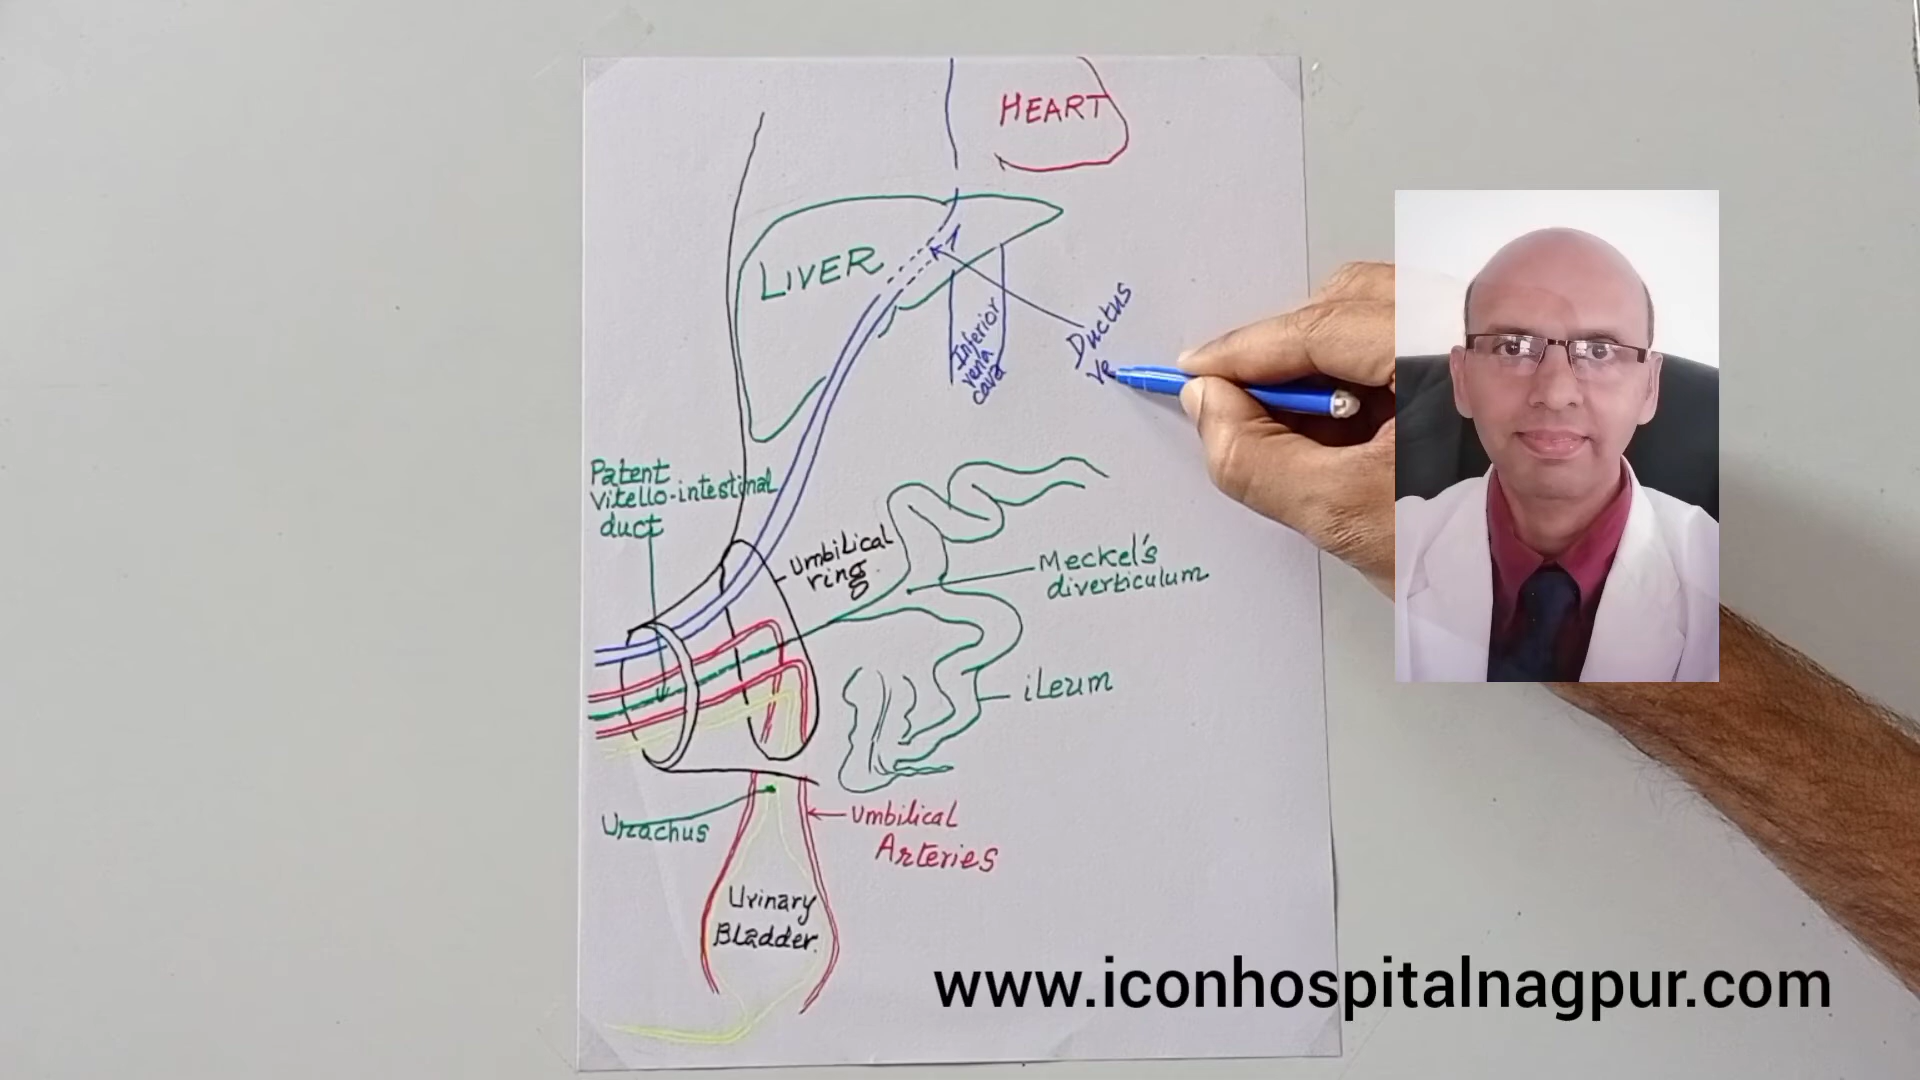 HEART
LIVER
Inferior
vena
cava
Ductus
Ve
Patent
Vitello-intestinal
duct
Umbilical
ring
Meckel's
diverticulum
ileum
Urachus
Umbilical
Arteries
Urinary
Bladder.
www.iconhospitalnagpur.com